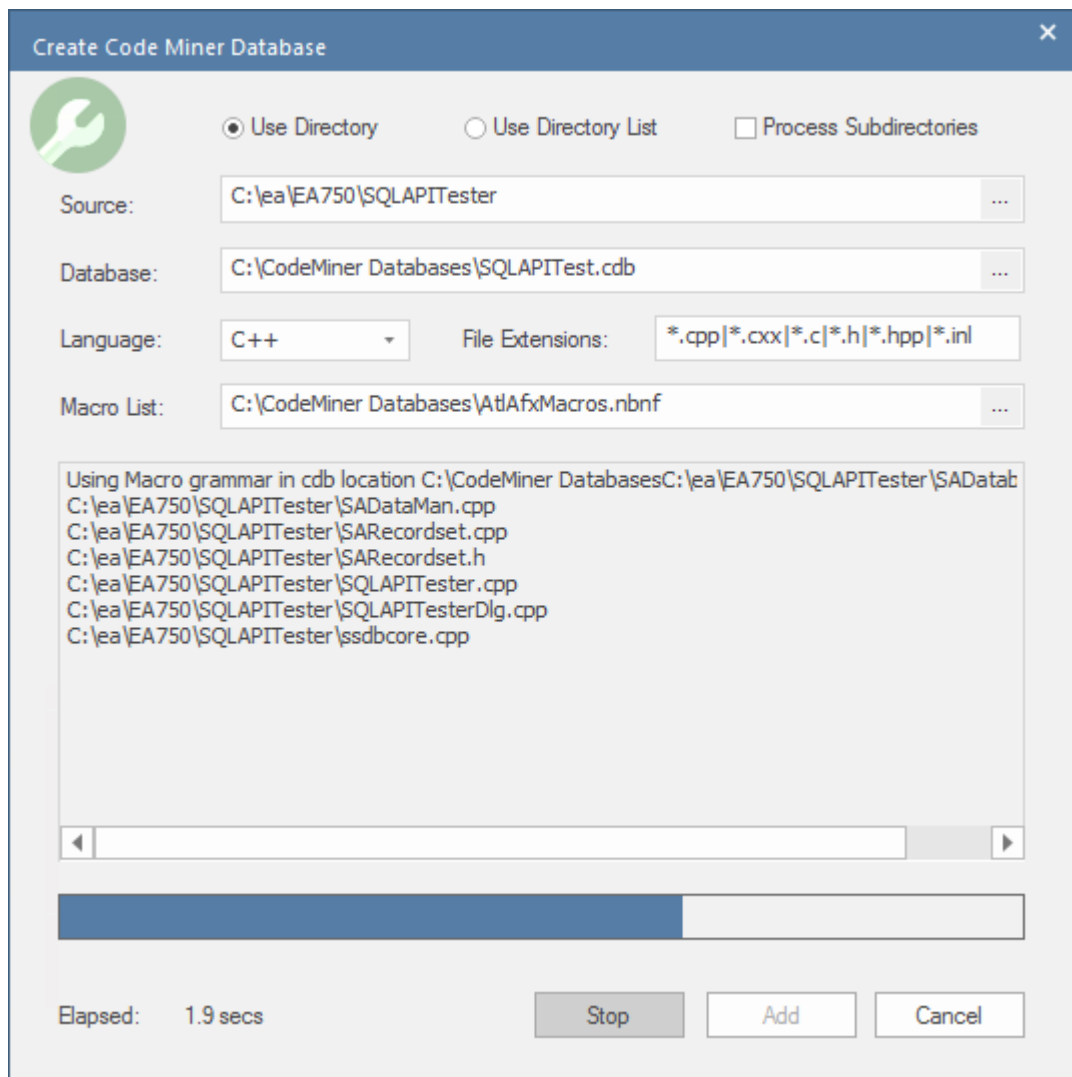 Create Code Miner Database
Use Directory Use Directory List Process Subdirectories
Source: C:\ea\EA750\SQLAPITester ...
Database: C:\CodeMiner Databases\SQLAPITest.cdb ...
Language: C++ File Extensions: *.cpp|*.cxx|*.c|*.h|*.hpp|*.inl
Macro List: C:\CodeMiner Databases\AtlAfxMacros.nbnf ...
Using Macro grammar in cdb location C:\CodeMiner DatabasesC:\ea\EA750\SQLAPITester\SADatab
C:\ea\EA750\SQLAPITester\SADataMan.cpp
C:\ea\EA750\SQLAPITester\SARecordset.cpp
C:\ea\EA750\SQLAPITester\SARecordset.h
C:\ea\EA750\SQLAPITester\SQLAPITester.cpp
C:\ea\EA750\SQLAPITester\SQLAPITesterDlg.cpp
C:\ea\EA750\SQLAPITester\ssdbcore.cpp
Elapsed: 1.9 secs Stop Add Cancel